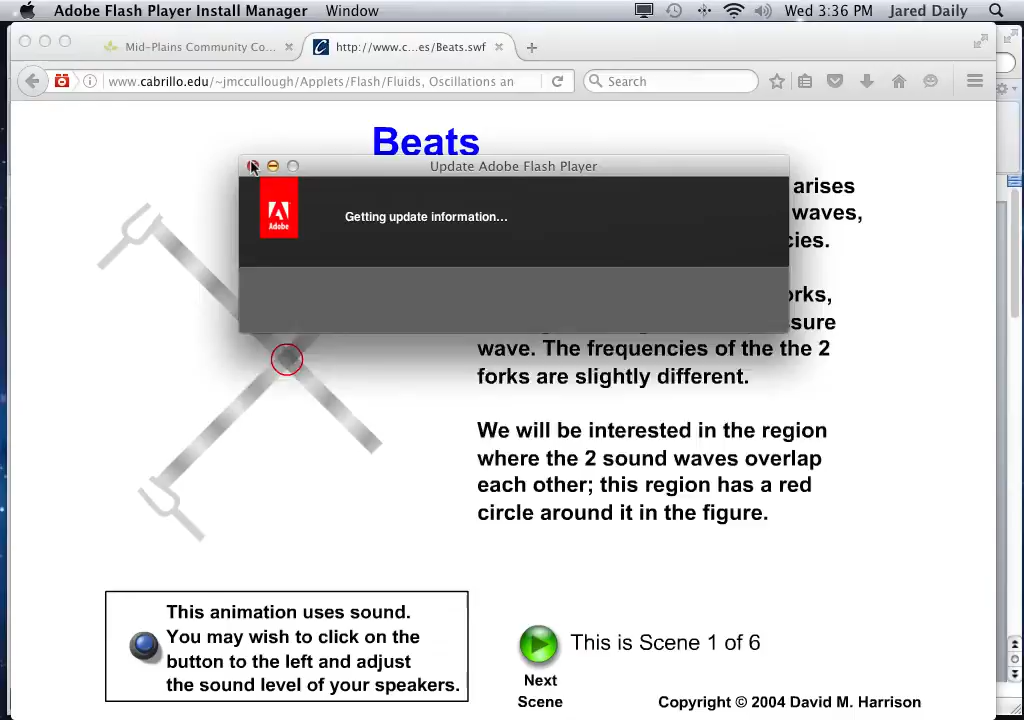 Adobe Flash Player Install Manager Window Wed 3:36 PM Jared Daily
Mid-Plains Community Co... http://www.c...es/Beats.swf
www.cabrillo.edu/~jmccullough/Applets/Flash/Fluids, Oscillations an Search
Beats
Update Adobe Flash Player
Adobe
Getting update information...
arises
waves,
cies.
orks,
sure
wave. The frequencies of the the 2
forks are slightly different.
We will be interested in the region
where the 2 sound waves overlap
each other; this region has a red
circle around it in the figure.
This animation uses sound.
You may wish to click on the
button to the left and adjust
the sound level of your speakers.
This is Scene 1 of 6
Next
Scene
Copyright © 2004 David M. Harrison